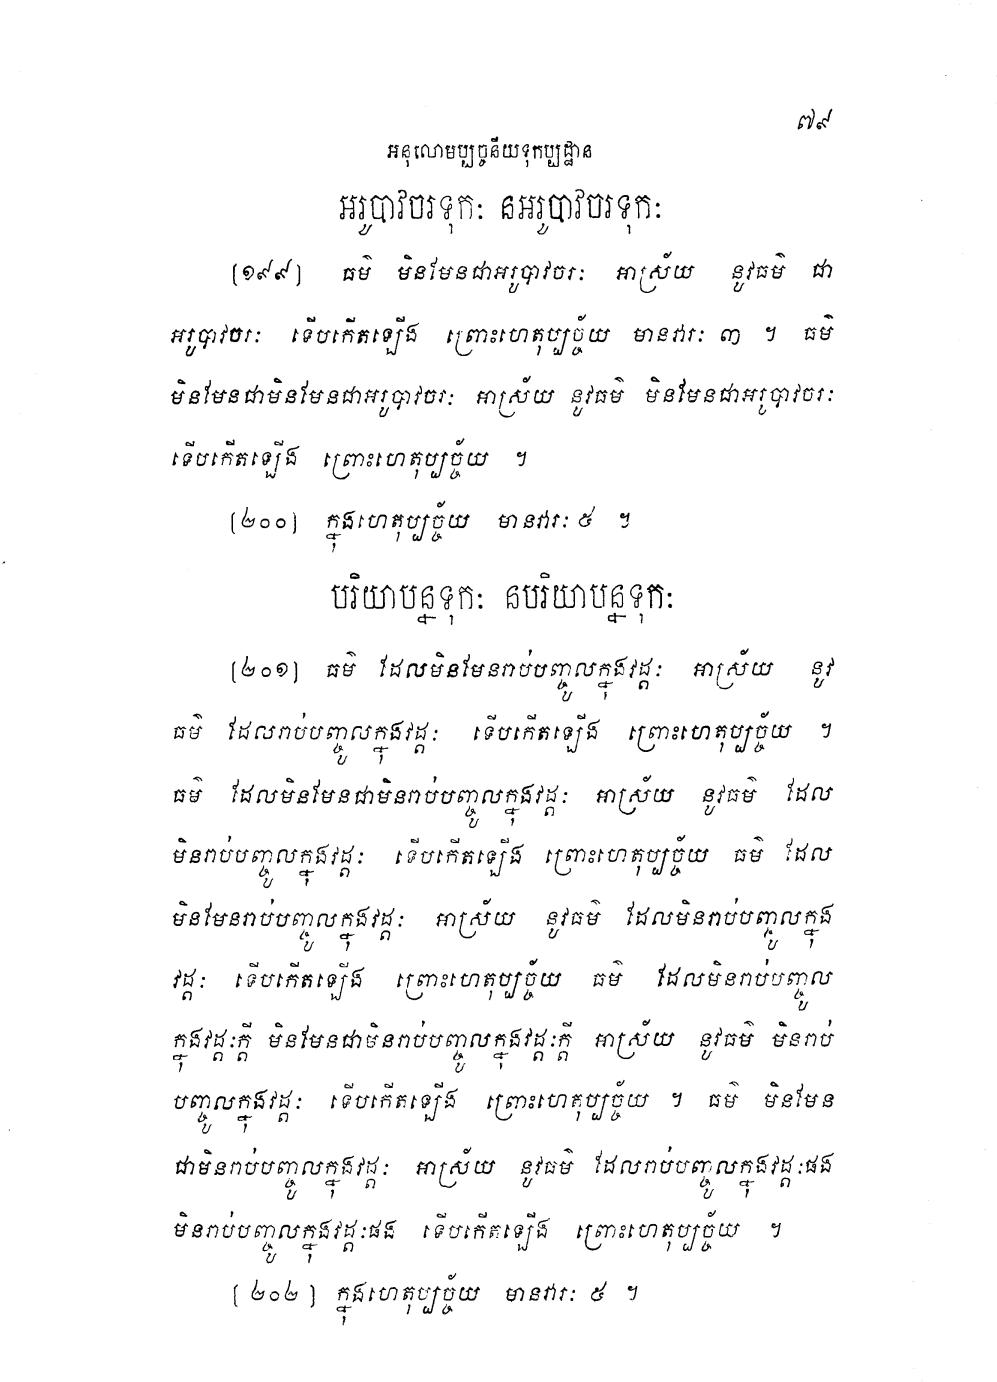 ៧៩
អនុលោមប្បច្ចនីយទុកប្បដ្ឋាន
អរូបាវចរទុកៈ នអរូបាវចរទុកៈ
(១៩៩) ធម៌ មិនមែនជាអរូបាវចរៈ អាស្រ័យ នូវធម៌ ជា
អរូបាវចរៈ ទើបកើតឡើង ព្រោះហេតុប្បច្ច័យ មានវារៈ ៣ ។ ធម៌
មិនមែនជាមិនមែនជាអរូបាវចរៈ អាស្រ័យ នូវធម៌ មិនមែនជាអរូបាវចរៈ
ទើបកើតឡើង ព្រោះហេតុប្បច្ច័យ ។
(២០០) ក្នុងហេតុប្បច្ច័យ មានវារៈ ៥ ។
បរិយាបន្នទុកៈ នបរិយាបន្នទុកៈ
(២០១) ធម៌ ដែលមិនមែនរាប់បញ្ចូលក្នុងវដ្តៈ អាស្រ័យ នូវ
ធម៌ ដែលរាប់បញ្ចូលក្នុងវដ្តៈ ទើបកើតឡើង ព្រោះហេតុប្បច្ច័យ ។
ធម៌ ដែលមិនមែនជាមិនរាប់បញ្ចូលក្នុងវដ្តៈ អាស្រ័យ នូវធម៌ ដែល
មិនរាប់បញ្ចូលក្នុងវដ្តៈ ទើបកើតឡើង ព្រោះហេតុប្បច្ច័យ ធម៌ ដែល
មិនមែនរាប់បញ្ចូលក្នុងវដ្តៈ អាស្រ័យ នូវធម៌ ដែលមិនរាប់បញ្ចូលក្នុង
វដ្តៈ ទើបកើតឡើង ព្រោះហេតុប្បច្ច័យ ធម៌ ដែលមិនរាប់បញ្ចូល
ក្នុងវដ្តៈក្តី មិនមែនជាមិនរាប់បញ្ចូលក្នុងវដ្តៈក្តី អាស្រ័យ នូវធម៌ មិនរាប់
បញ្ចូលក្នុងវដ្តៈ ទើបកើតឡើង ព្រោះហេតុប្បច្ច័យ ។ ធម៌ មិនមែន
ជាមិនរាប់បញ្ចូលក្នុងវដ្តៈ អាស្រ័យ នូវធម៌ ដែលរាប់បញ្ចូលក្នុងវដ្តៈផង
មិនរាប់បញ្ចូលក្នុងវដ្តៈផង ទើបកើតឡើង ព្រោះហេតុប្បច្ច័យ ។
(២០២) ក្នុងហេតុប្បច្ច័យ មានវារៈ ៥ ។